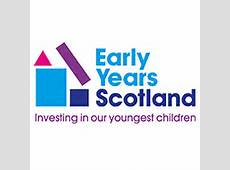 Early
Years
Scotland
Investing in our youngest children